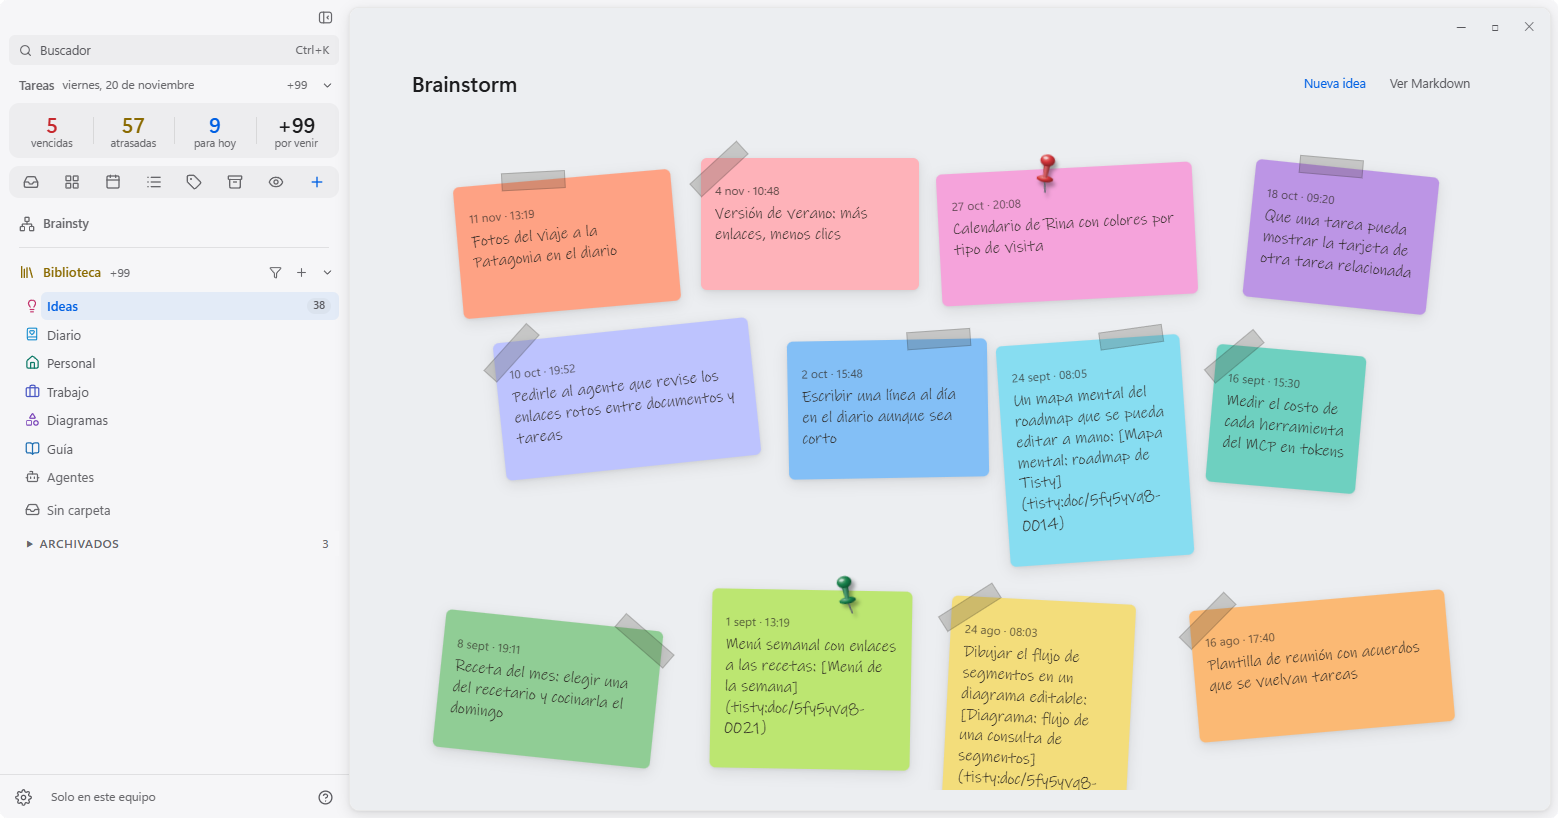 Buscador Ctrl+K
Tareas viernes, 20 de noviembre +99
5 57 9 +99
vencidas atrasadas para hoy por venir
Brainsty
Biblioteca +99
Ideas 38
Diario
Personal
Trabajo
Diagramas
Guía
Agentes
Sin carpeta
ARCHIVADOS 3
Solo en este equipo
Brainstorm
Nueva idea Ver Markdown
11 nov · 13:19
Fotos del viaje a la
Patagonia en el diario
4 nov · 10:48
Versión de verano: más
enlaces, menos clics
27 oct · 20:08
Calendario de Rina con colores por
tipo de visita
18 oct · 09:20
Que una tarea pueda
mostrar la tarjeta de
otra tarea relacionada
10 oct · 19:52
Pedirle al agente que revise los
enlaces rotos entre documentos y
tareas
2 oct · 15:48
Escribir una línea al día
en el diario aunque sea
corto
24 sept · 08:05
Un mapa mental del
roadmap que se pueda
editar a mano: [Mapa
mental: roadmap de
Tisty]
(tisty:doc/5fy5yvq8-
0014)
16 sept · 15:30
Medir el costo de
cada herramienta
del MCP en tokens
8 sept · 19:11
Receta del mes: elegir una
del recetario y cocinarla el
domingo
1 sept · 13:19
Menú semanal con enlaces
a las recetas: [Menú de
la semana]
(tisty:doc/5fy5yvq8-
0021)
24 ago · 08:03
Dibujar el flujo de
segmentos en un
diagrama editable:
[Diagrama: flujo de
una consulta de
segmentos]
(tisty:doc/5fy5yvq8-
16 ago · 17:40
Plantilla de reunión con acuerdos
que se vuelvan tareas